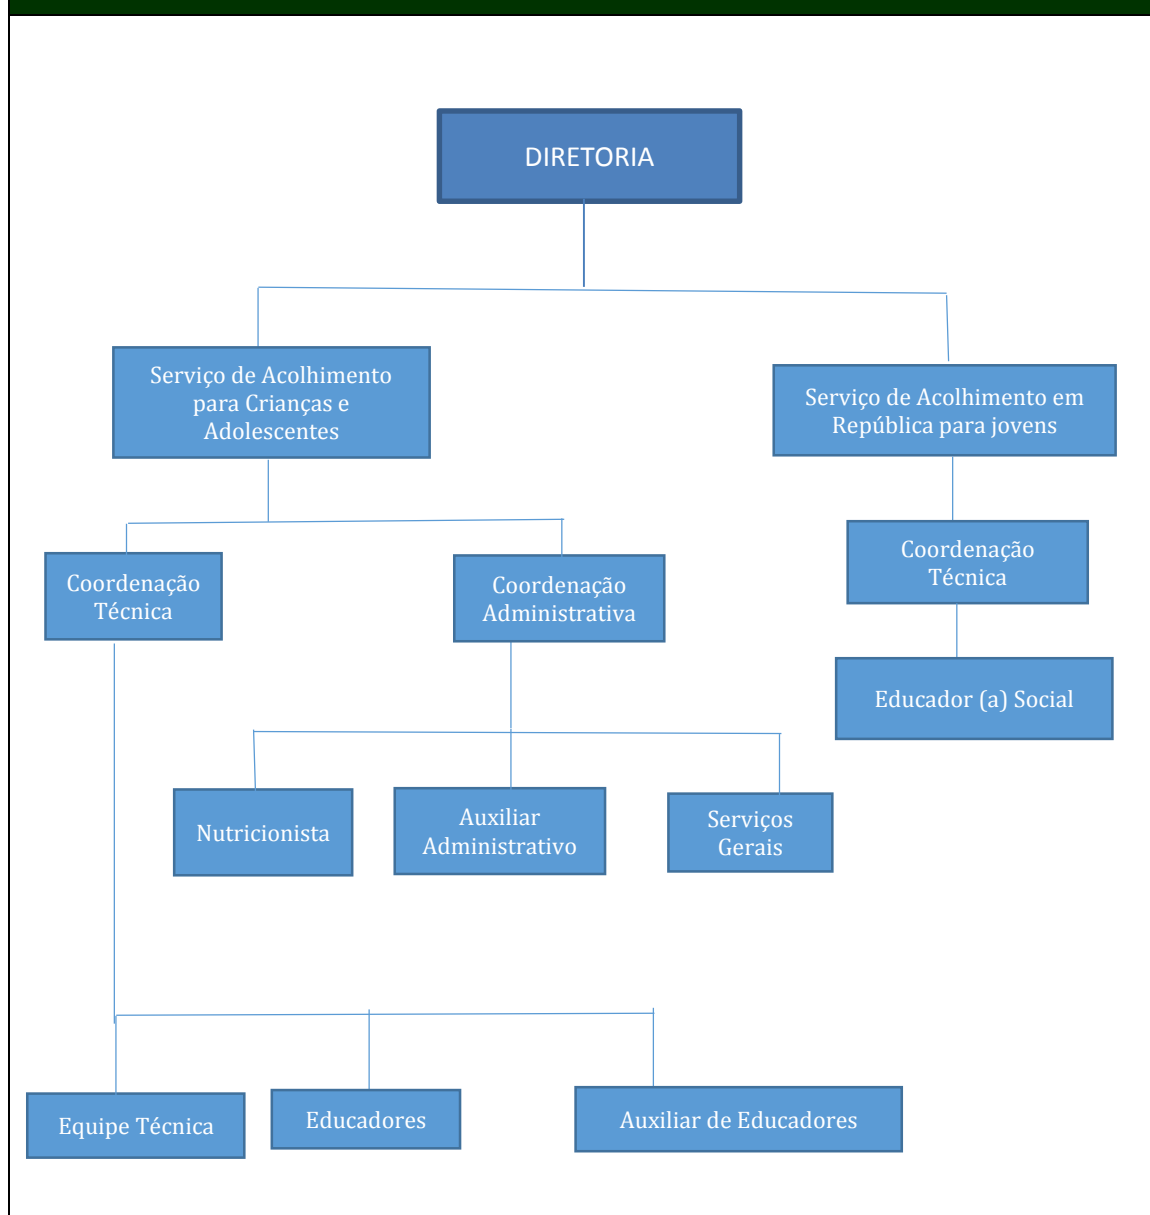 DIRETORIA
Serviço de Acolhimento
para Crianças e
Adolescentes
Serviço de Acolhimento em
República para jovens
Coordenação
Técnica
Coordenação
Administrativa
Coordenação
Técnica
Educador (a) Social
Nutricionista
Auxiliar
Administrativo
Serviços
Gerais
Equipe Técnica
Educadores
Auxiliar de Educadores